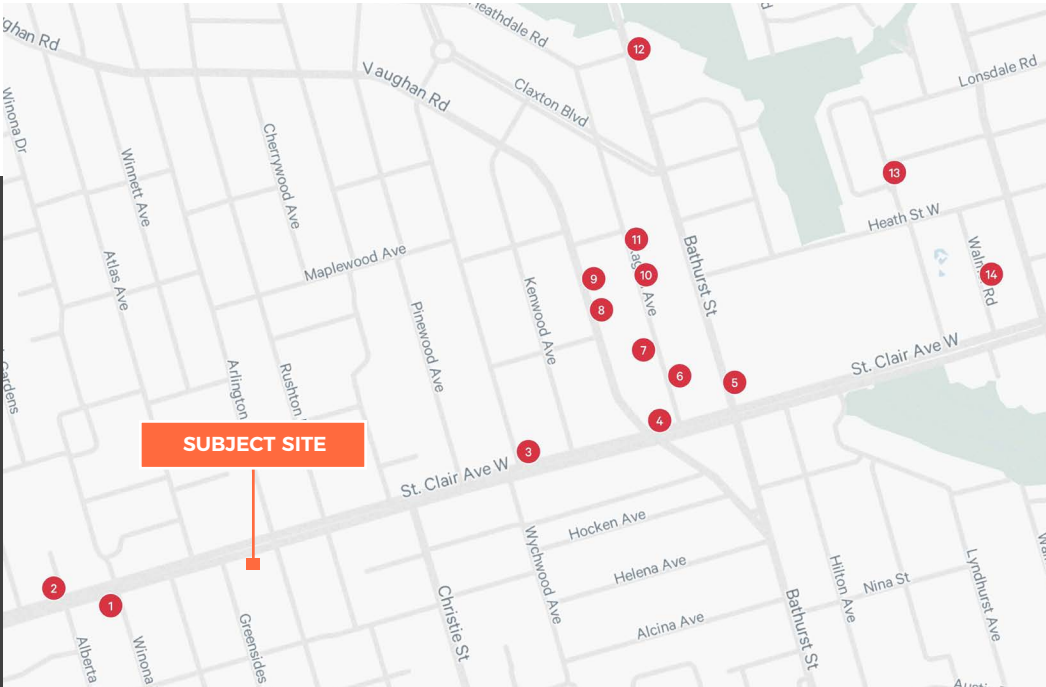 ghan Rd
Heathdale Rd
12
Vaughan Rd
Claxton Blvd
Lonsdale Rd
Winona Dr
Winnett Ave
Cherrywood Ave
13
Heath St W
11
Bathurst St
Maplewood Ave
Atlas Ave
9
10
14
Kenwood Ave
8
Pinewood Ave
7
6
5
St. Clair Ave W
Gardens
Arlington
Rushton
4
SUBJECT SITE
3
St. Clair Ave W
Hocken Ave
Wychwood Ave
Helena Ave
Hilton Ave
Nina St
Lyndhurst Ave
2
1
Christie St
Bathurst St
Alcina Ave
Alberta
Winona
Greensides